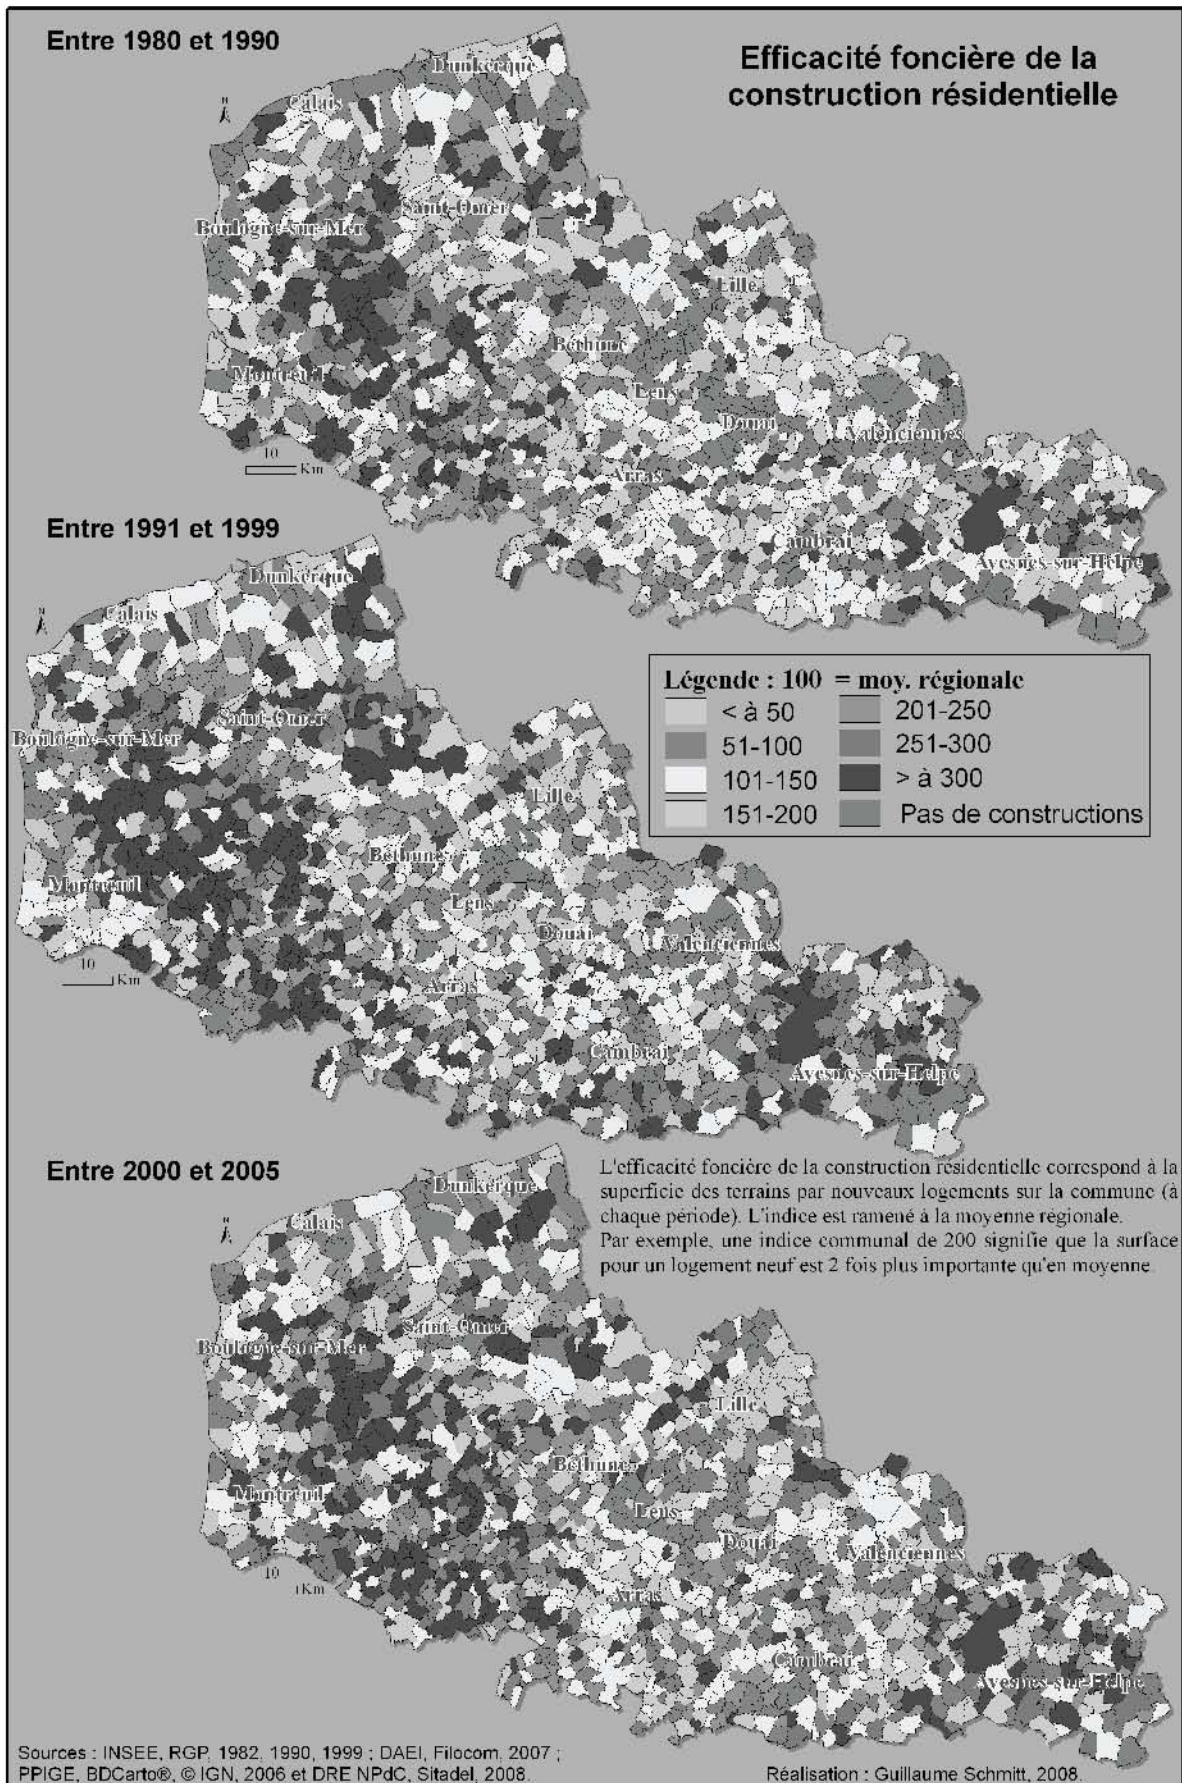 Entre 1980 et 1990
Efficacité foncière de la
construction résidentielle
Dunkerque
Calais
N
Saint-Omer
Boulogne-sur-Mer
Lille
Béthune
Montreuil
Lens
Douai
Valenciennes
10
Km
Arras
Cambrai
Avesnes-sur-Helpe
Entre 1991 et 1999
Dunkerque
Calais
N
Saint-Omer
Boulogne-sur-Mer
Lille
Béthune
Montreuil
Lens
Douai
Valenciennes
10
Km
Arras
Cambrai
Avesnes-sur-Helpe
Légende : 100 = moy. régionale
< à 50
201-250
51-100
251-300
101-150
> à 300
151-200
Pas de constructions
Entre 2000 et 2005
L'efficacité foncière de la construction résidentielle correspond à la
superficie des terrains par nouveaux logements sur la commune (à
chaque période). L'indice est ramené à la moyenne régionale.
Par exemple, une indice communal de 200 signifie que la surface
pour un logement neuf est 2 fois plus importante qu'en moyenne.
Dunkerque
Calais
N
Saint-Omer
Boulogne-sur-Mer
Lille
Béthune
Montreuil
Lens
Douai
Valenciennes
10
Km
Arras
Cambrai
Avesnes-sur-Helpe
Sources : INSEE, RGP, 1982, 1990, 1999 ; DAEI, Filocom, 2007 ;
PPIGE, BDCarto®, © IGN, 2006 et DRE NPdC, Sitadel, 2008.
Réalisation : Guillaume Schmitt, 2008.